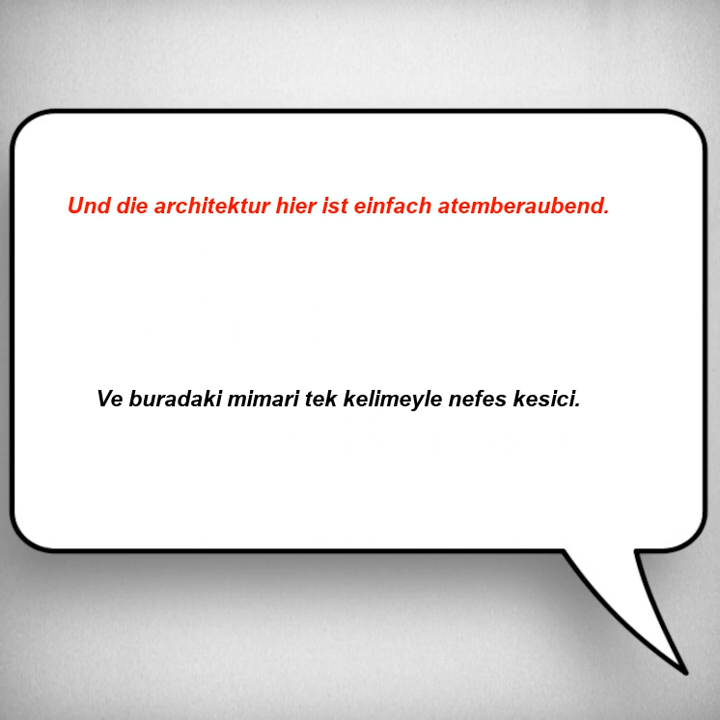 Und die architektur hier ist einfach atemberaubend.
Ve buradaki mimari tek kelimeyle nefes kesici.